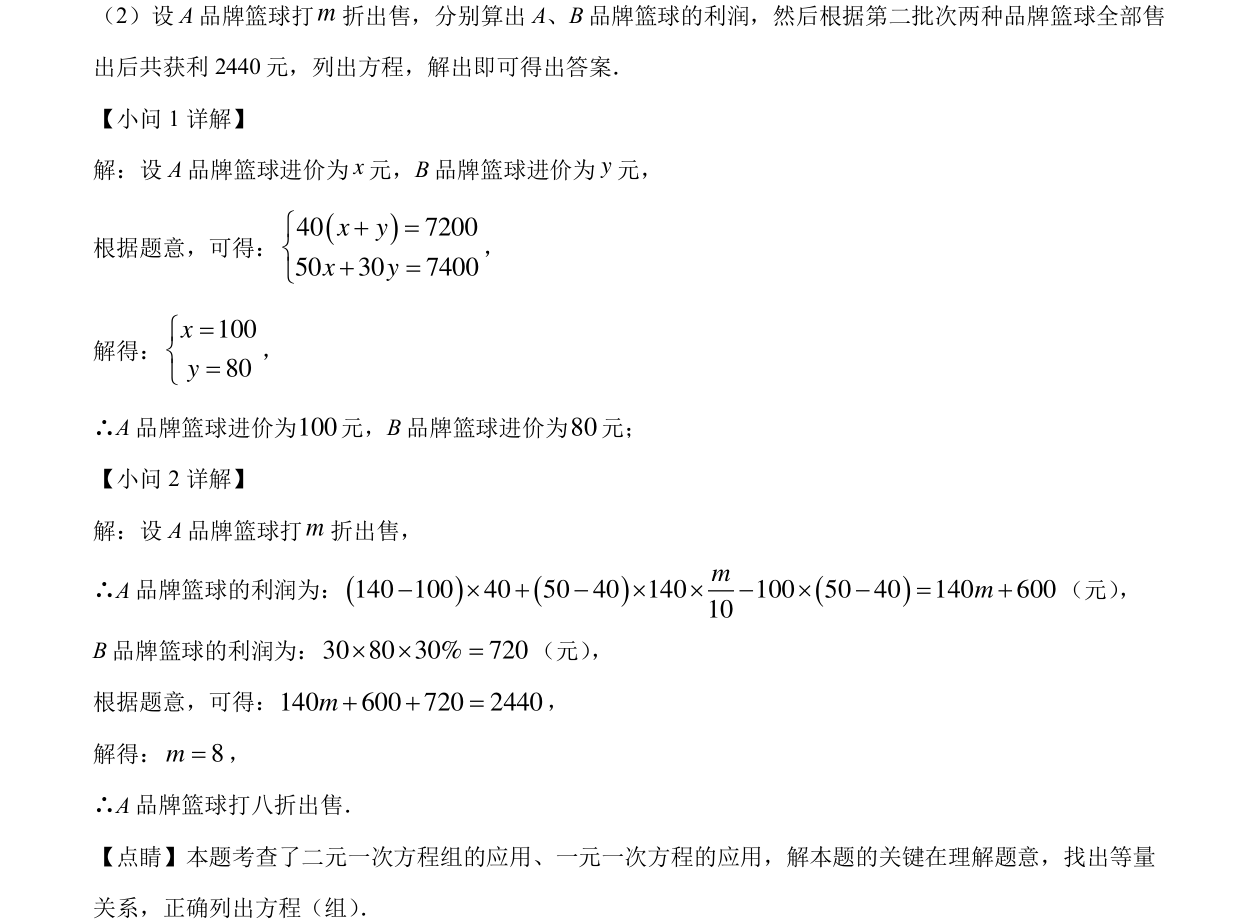 （2）设 A 品牌篮球打 m 折出售，分别算出 A、B 品牌篮球的利润，然后根据第二批次两种品牌篮球全部售
出后共获利 2440 元，列出方程，解出即可得出答案．
【小问 1 详解】
解：设 A 品牌篮球进价为 x 元，B 品牌篮球进价为 y 元，
根据题意，可得：{40(x+y)=7200
50x+30y=7400，
解得：{x=100
y=80，
∴A 品牌篮球进价为100元，B 品牌篮球进价为80元；
【小问 2 详解】
解：设 A 品牌篮球打 m 折出售，
∴A 品牌篮球的利润为：(140−100)×40+(50−40)×140×m/10−100×(50−40)=140m+600（元），
B 品牌篮球的利润为：30×80×30%=720（元），
根据题意，可得：140m+600+720=2440，
解得：m=8，
∴A 品牌篮球打八折出售．
【点睛】本题考查了二元一次方程组的应用、一元一次方程的应用，解本题的关键在理解题意，找出等量
关系，正确列出方程（组）．